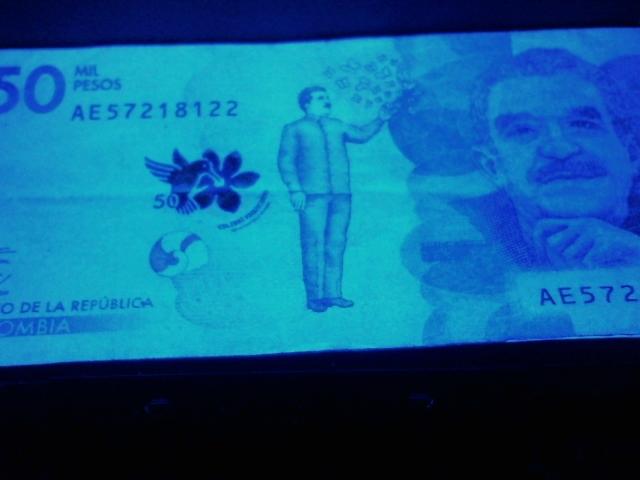 50 MIL
PESOS
AE57218122
50
O DE LA REPÚBLICA
OMBIA
AE572